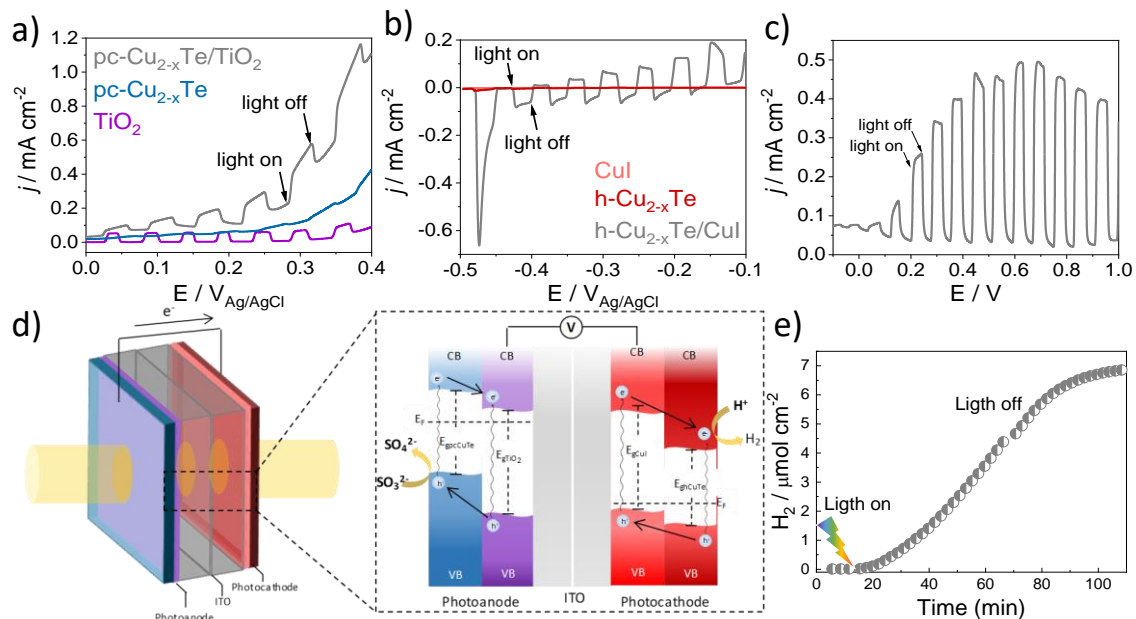 a)
1.2
1.0
0.8
0.6
0.4
0.2
0.0
j / mA cm-2
pc-Cu2-xTe/TiO2
pc-Cu2-xTe
TiO2
light off
light on
0.0 0.1 0.2 0.3 0.4
E / VAg/AgCl
b)
0.2
0.0
-0.2
-0.4
-0.6
j / mA cm-2
light on
light off
CuI
h-Cu2-xTe
h-Cu2-xTe/CuI
-0.5 -0.4 -0.3 -0.2 -0.1
E / VAg/AgCl
c)
0.5
0.4
0.3
0.2
0.1
0.0
j / mA cm-2
light off
light on
0.2 0.4 0.6 0.8 1.0
E / V
d)
e-
Photocathode
ITO
Photoanode
V
CB CB CB CB
e- e- e- e-
EF
EgpcCuTe
EgTiO2
EgCuI
EghCuTe
EF
H+
H2
SO42-
SO32-
h+ h+ h+ h+
VB VB VB VB
Photoanode ITO Photocathode
e)
7
6
5
4
3
2
1
0
H2 / μmol cm-2
Ligth off
Ligth on
0 20 40 60 80 100
Time (min)